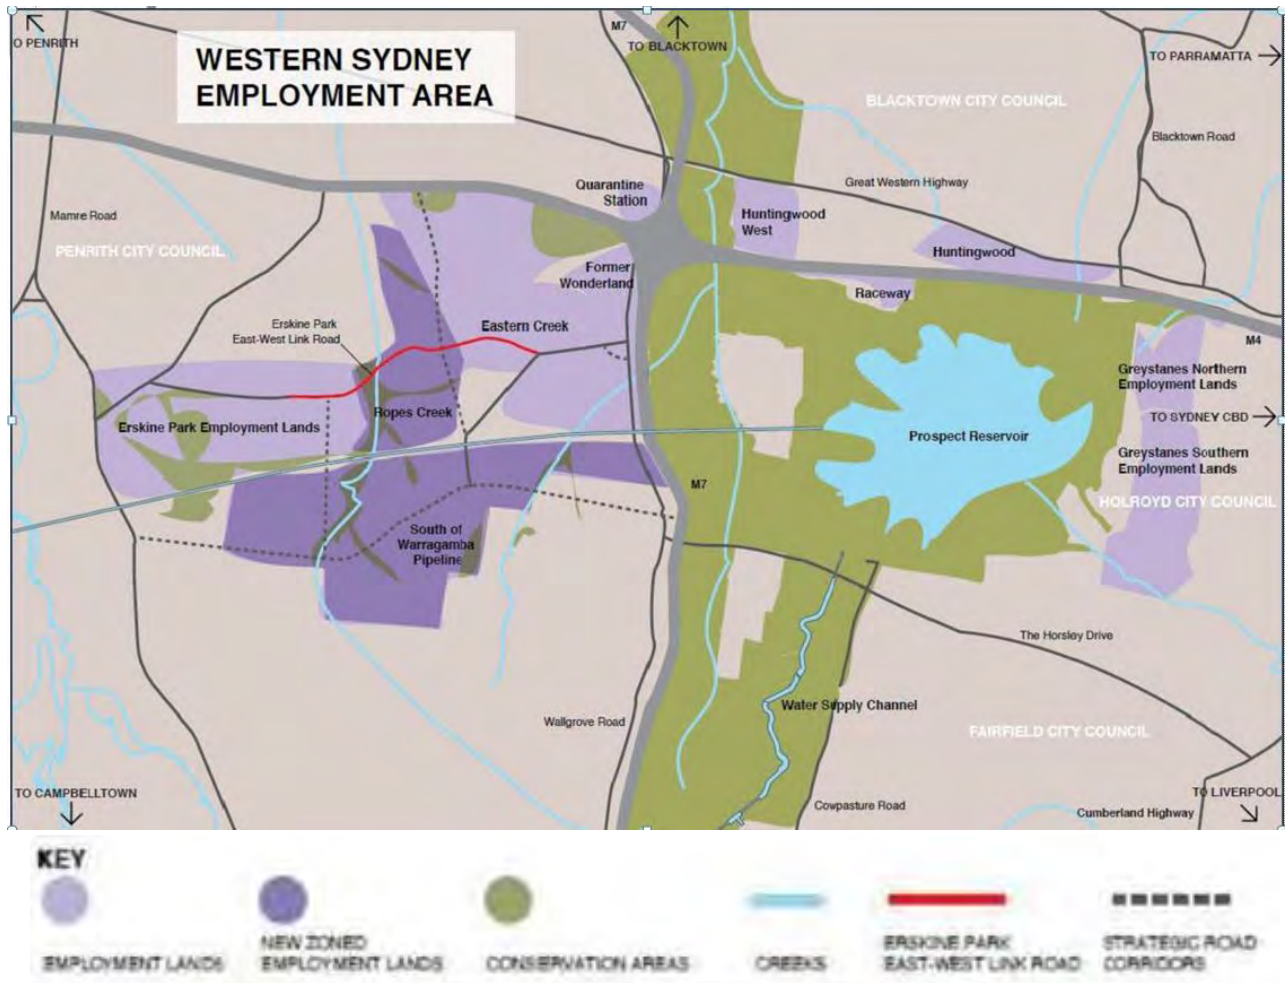 WESTERN SYDNEY
EMPLOYMENT AREA
O PENRITH
M7
TO BLACKTOWN
TO PARRAMATTA
BLACKTOWN CITY COUNCIL
Blacktown Road
Great Western Highway
Quarantine
Station
Huntingwood
West
Huntingwood
Mamre Road
PENRITH CITY COUNCIL
Former
Wonderland
Raceway
Erskine Park
East-West Link Road
Eastern Creek
M4
Greystanes Northern
Employment Lands
TO SYDNEY CBD
Ropes Creek
Erskine Park Employment Lands
Prospect Reservoir
Greystanes Southern
Employment Lands
M7
HOLROYD CITY COUNCIL
South of
Warragamba
Pipeline
The Horsley Drive
Water Supply Channel
Wallgrove Road
FAIRFIELD CITY COUNCIL
TO CAMPBELLTOWN
TO LIVERPOOL
Cowpasture Road
Cumberland Highway
KEY
EMPLOYMENT LANDS
NEW ZONED
EMPLOYMENT LANDS
CONSERVATION AREAS
CREEKS
ERSKINE PARK
EAST-WEST LINK ROAD
STRATEGIC ROAD
CORRIDORS